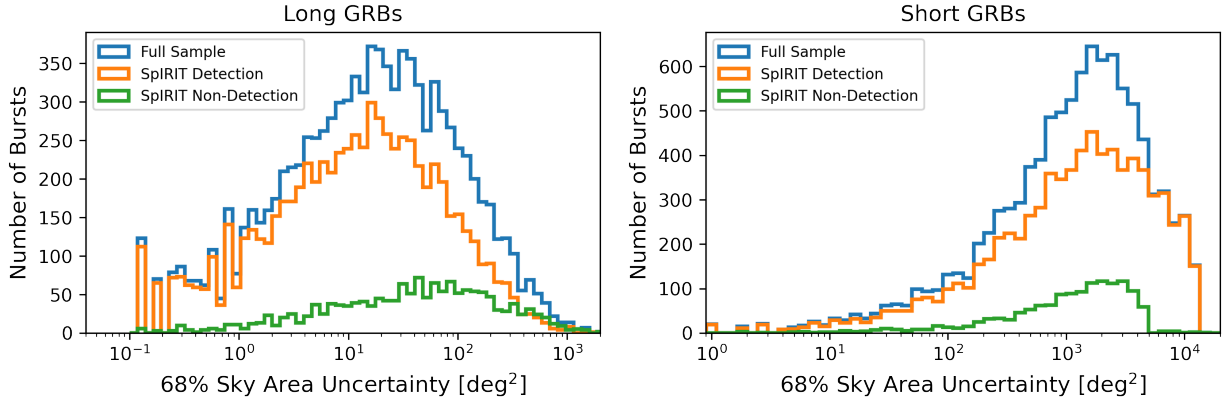 Long GRBs
Full Sample
SpIRIT Detection
SpIRIT Non-Detection
Number of Bursts
350
300
250
200
150
100
50
0
10⁻¹ 10⁰ 10¹ 10² 10³
68% Sky Area Uncertainty [deg²]
Short GRBs
Full Sample
SpIRIT Detection
SpIRIT Non-Detection
Number of Bursts
600
500
400
300
200
100
0
10⁰ 10¹ 10² 10³ 10⁴
68% Sky Area Uncertainty [deg²]